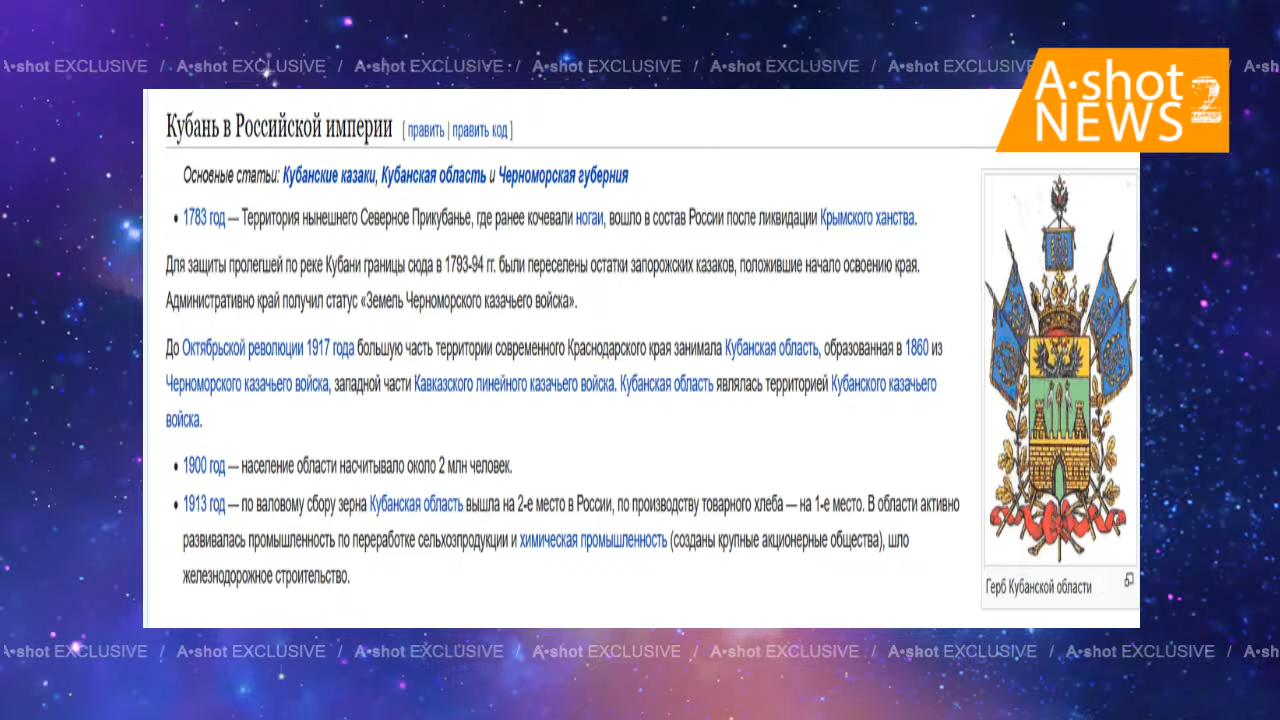 A•shot EXCLUSIVE / A•shot EXCLUSIVE / A•shot EXCLUSIVE / A•shot EXCLUSIVE / A•shot EXCLUSIVE / A•shot EXCLUSIVE / A•sh
A•shot
NEWS 2
Кубань в Российской империи [ править | править код ]
Основные статьи: Кубанские казаки, Кубанская область и Черноморская губерния
• 1783 год — Территория нынешнего Северное Прикубанье, где ранее кочевали ногаи, вошло в состав России после ликвидации Крымского ханства.
Для защиты пролегшей по реке Кубани границы сюда в 1793-94 гг. были переселены остатки запорожских казаков, положившие начало освоению края.
Административно край получил статус «Земель Черноморского казачьего войска».
До Октябрьской революции 1917 года большую часть территории современного Краснодарского края занимала Кубанская область, образованная в 1860 из
Черноморского казачьего войска, западной части Кавказского линейного казачьего войска. Кубанская область являлась территорией Кубанского казачьего
войска.
• 1900 год — население области насчитывало около 2 млн человек.
• 1913 год — по валовому сбору зерна Кубанская область вышла на 2-е место в России, по производству товарного хлеба — на 1-е место. В области активно
развивалась промышленность по переработке сельхозпродукции и химическая промышленность (созданы крупные акционерные общества), шло
железнодорожное строительство.
Герб Кубанской области
A•shot EXCLUSIVE / A•shot EXCLUSIVE / A•shot EXCLUSIVE / A•shot EXCLUSIVE / A•shot EXCLUSIVE / A•shot EXCLUSIVE / A•shot EXCLUSIVE / A•sh